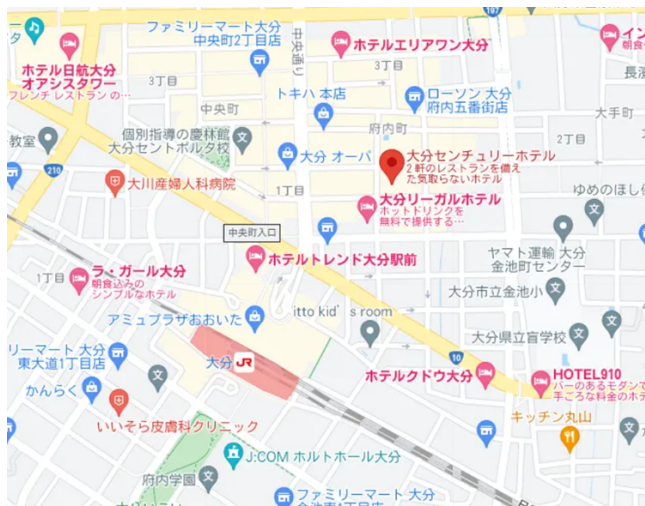 ファミリーマート大分
中央町2丁目店
ホテルエリアワン大分
ホテル日航大分
オアシスタワー
フレンチ レストラン の…
中央通り
3丁目
3丁目
トキハ 本店
ローソン 大分
府内五番街店
中央町
大手町
教室
個別指導の慶林館
大分セントポルタ校
府内町
2丁目
大分 オーパ
大分センチュリーホテル
2 軒のレストランを備え
た気取らないホテル
210
大川産婦人科病院
1丁目
大分リーガルホテル
ホットドリンクを
無料で提供する…
ゆめのほし
中央町入口
ホテルトレンド大分駅前
ヤマト運輸 大分
金池町センター
1丁目
ラ・ガール大分
朝食込みの
シンプルなホテル
大分市立金池小
アミュプラザおおいた
itto kid's room
大分県立盲学校
リーマート 大分
東大道1丁目店
大分
JR
10
かんらく
ホテルクドウ大分
HOTEL910
バーのあるモダンで
手ごろな料金のホテ
いいそら皮膚科クリニック
キッチン丸山
J:COM ホルトホール大分
府内学園
ファミリーマート 大分